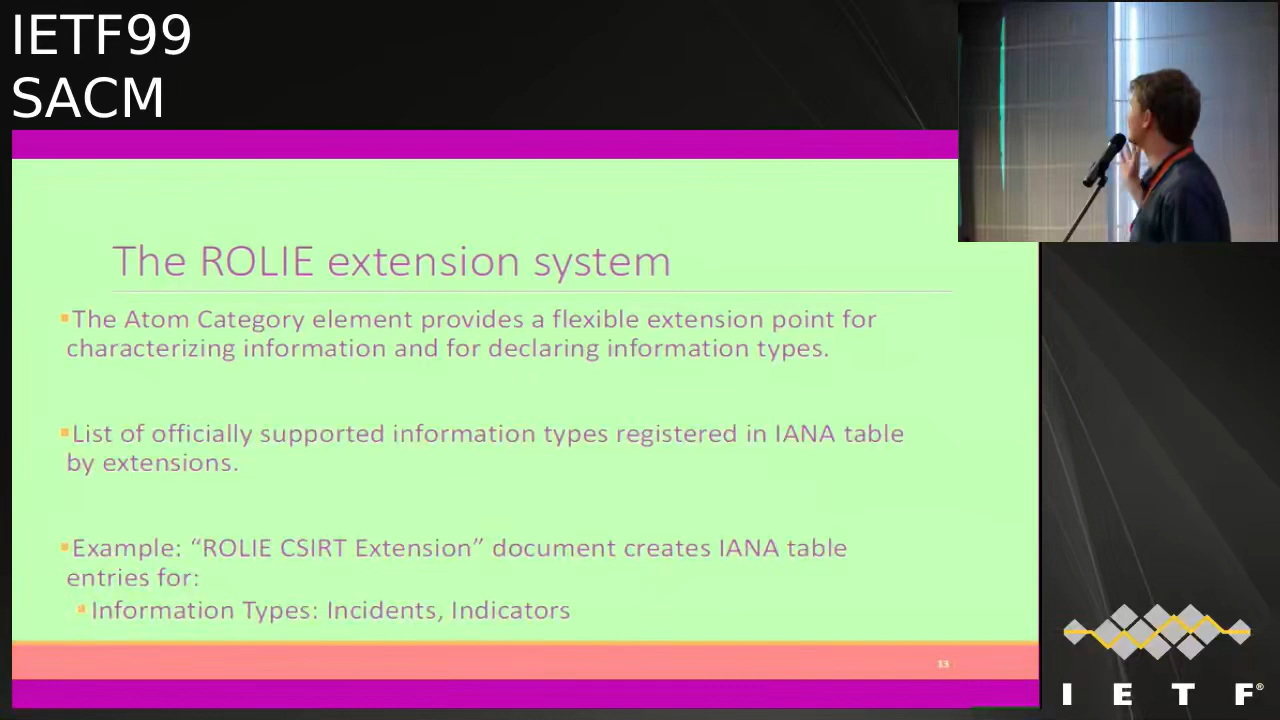 IETF99
SACM
The ROLIE extension system
▪The Atom Category element provides a flexible extension point for
characterizing information and for declaring information types.
▪List of officially supported information types registered in IANA table
by extensions.
▪Example: “ROLIE CSIRT Extension” document creates IANA table
entries for:
▪Information Types: Incidents, Indicators
13
I E T F®